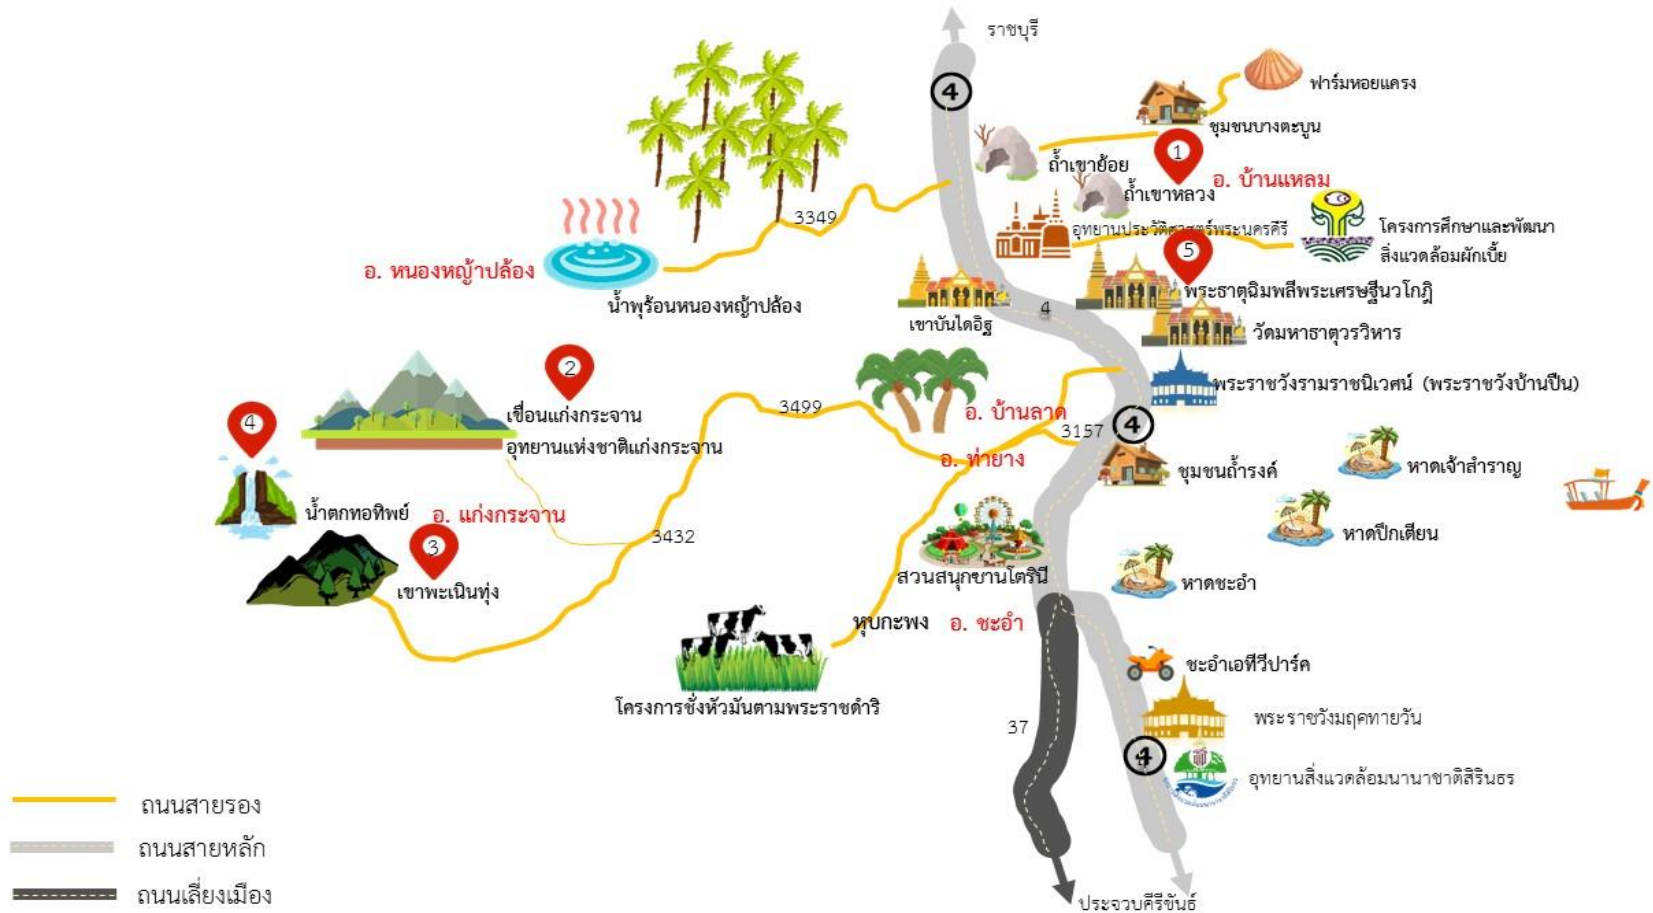 ราชบุรี
4
ฟาร์มหอยแครง
ชุมชนบางตะบูน
1
ถ้ำเขาย้อย
อ. บ้านแหลม
ถ้ำเขาหลวง
3349
อุทยานประวัติศาสตร์พระนครคีรี
โครงการศึกษาและพัฒนา
สิ่งแวดล้อมผักเบี้ย
5
อ. หนองหญ้าปล้อง
น้ำพุร้อนหนองหญ้าปล้อง
พระธาตุฉิมพลีพระเศรษฐีนวโกฏิ
4
เขาบันไดอิฐ
วัดมหาธาตุวรวิหาร
2
พระราชวังรามราชนิเวศน์ (พระราชวังบ้านปืน)
เขื่อนแก่งกระจาน
3499
อ. บ้านลาด
4
3157
4
อุทยานแห่งชาติแก่งกระจาน
อ. ท่ายาง
ชุมชนถ้ำรงค์
หาดเจ้าสำราญ
น้ำตกทอทิพย์
อ. แก่งกระจาน
3432
หาดปึกเตียน
3
เขาพะเนินทุ่ง
สวนสนุกซานโตรินี
หาดชะอำ
หุบกะพง
อ. ชะอำ
ชะอำเอทีวีปาร์ค
โครงการชั่งหัวมันตามพระราชดำริ
37
พระราชวังมฤคทายวัน
4
อุทยานสิ่งแวดล้อมนานาชาติสิรินธร
ถนนสายรอง
ถนนสายหลัก
ถนนเลี่ยงเมือง
ประจวบคีรีขันธ์